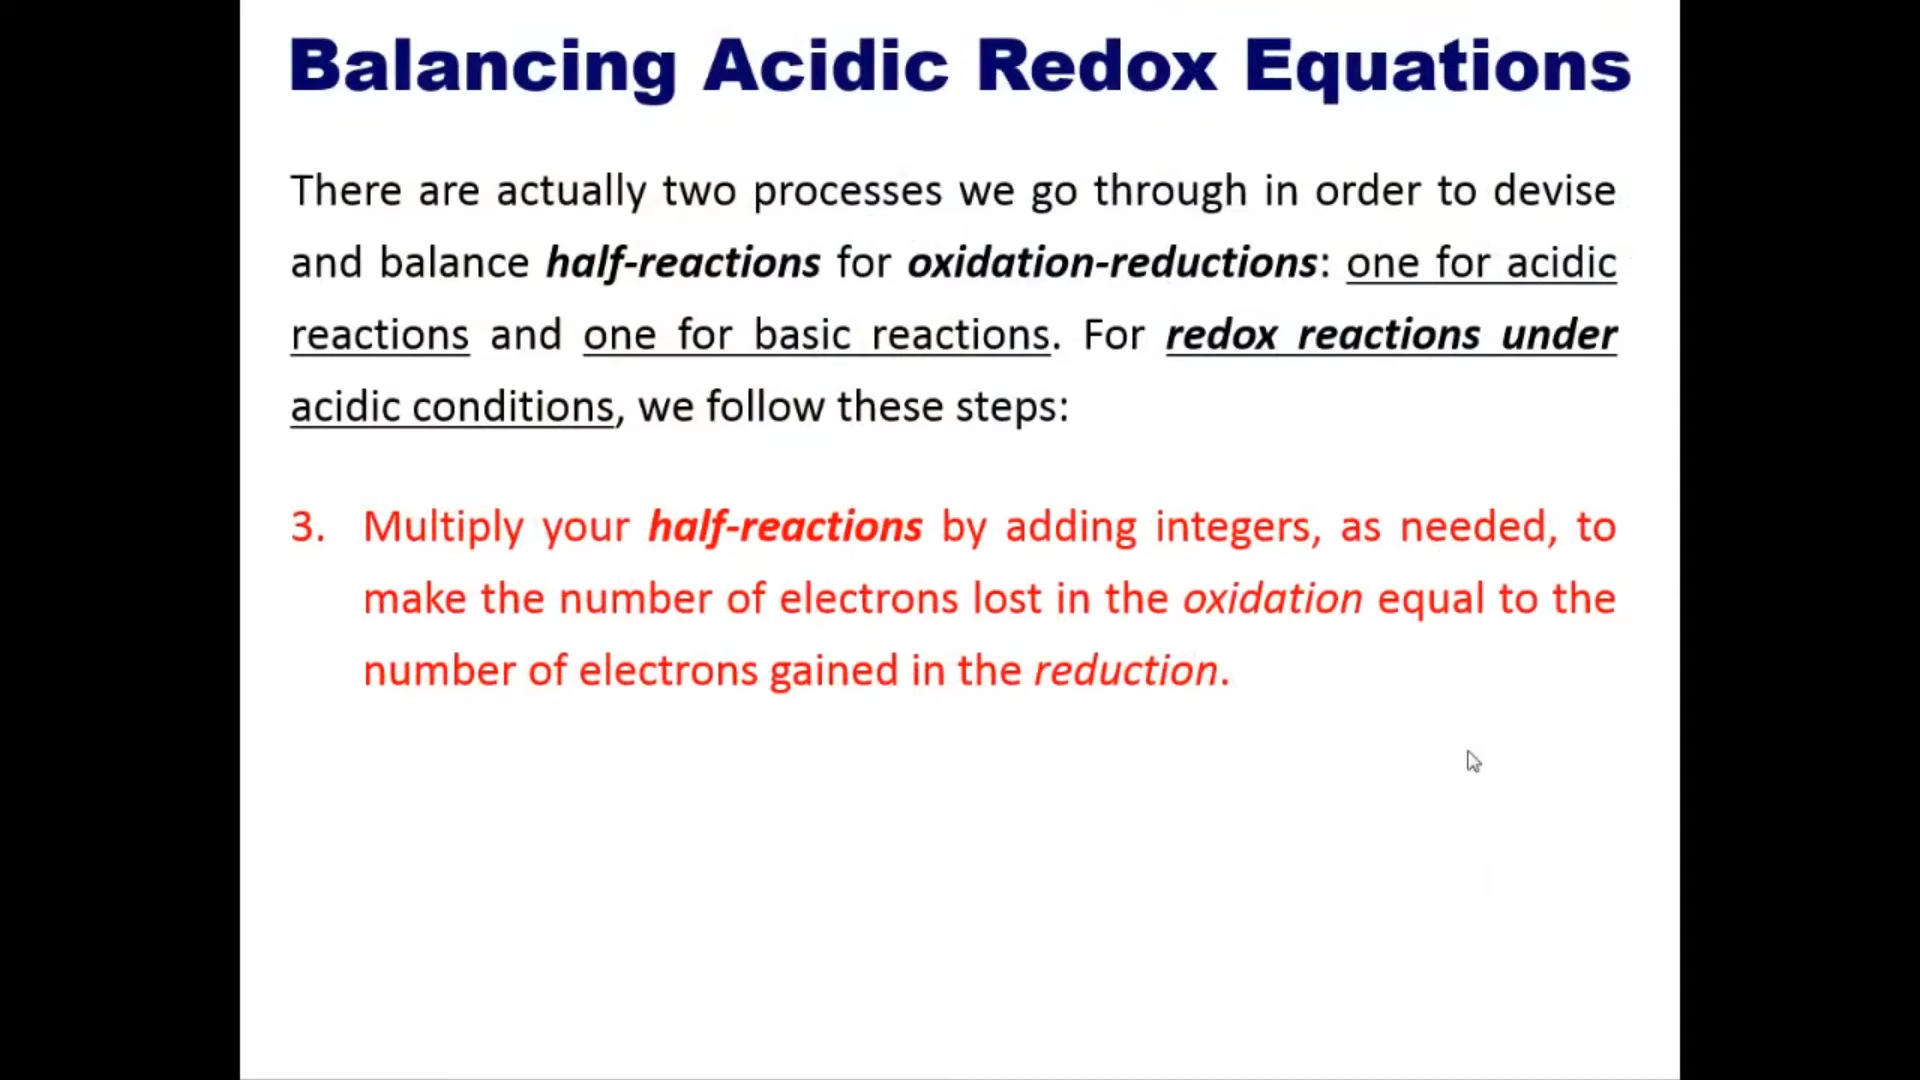 Balancing Acidic Redox Equations
There are actually two processes we go through in order to devise
and balance half-reactions for oxidation-reductions: one for acidic
reactions and one for basic reactions. For redox reactions under
acidic conditions, we follow these steps:
3. Multiply your half-reactions by adding integers, as needed, to
make the number of electrons lost in the oxidation equal to the
number of electrons gained in the reduction.